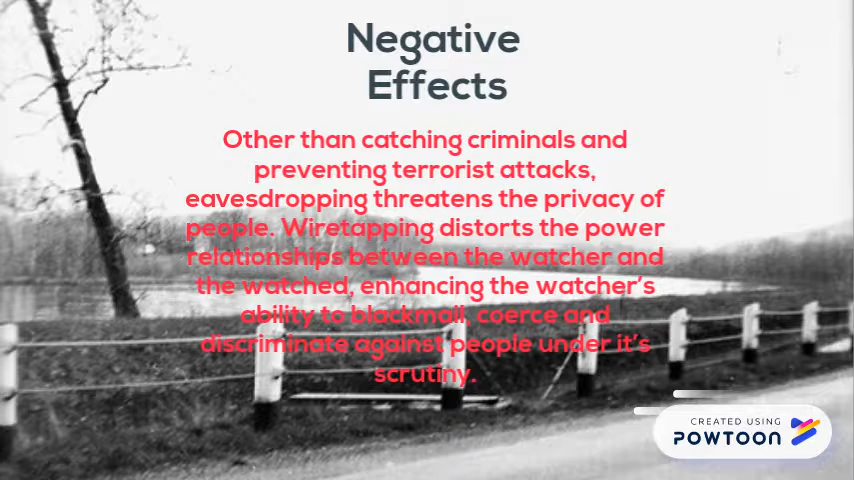 Negative
Effects
Other than catching criminals and
preventing terrorist attacks,
eavesdropping threatens the privacy of
people. Wiretapping distorts the power
relationships between the watcher and
the watched, enhancing the watcher’s
ability to blackmail, coerce and
discriminate against people under it’s
scrutiny.
CREATED USING
POWTOON